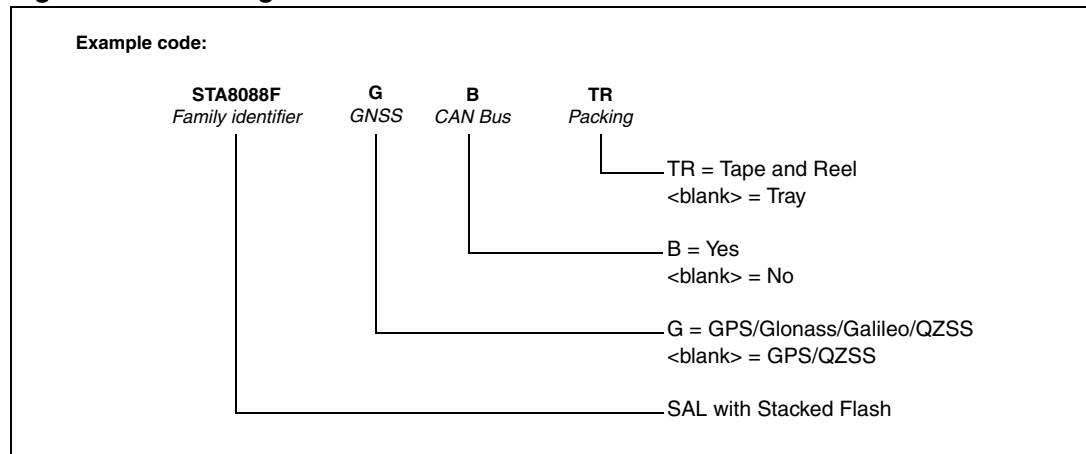 Example code:
STA8088F G B TR
Family identifier GNSS CAN Bus Packing
TR = Tape and Reel
<blank> = Tray
B = Yes
<blank> = No
G = GPS/Glonass/Galileo/QZSS
<blank> = GPS/QZSS
SAL with Stacked Flash